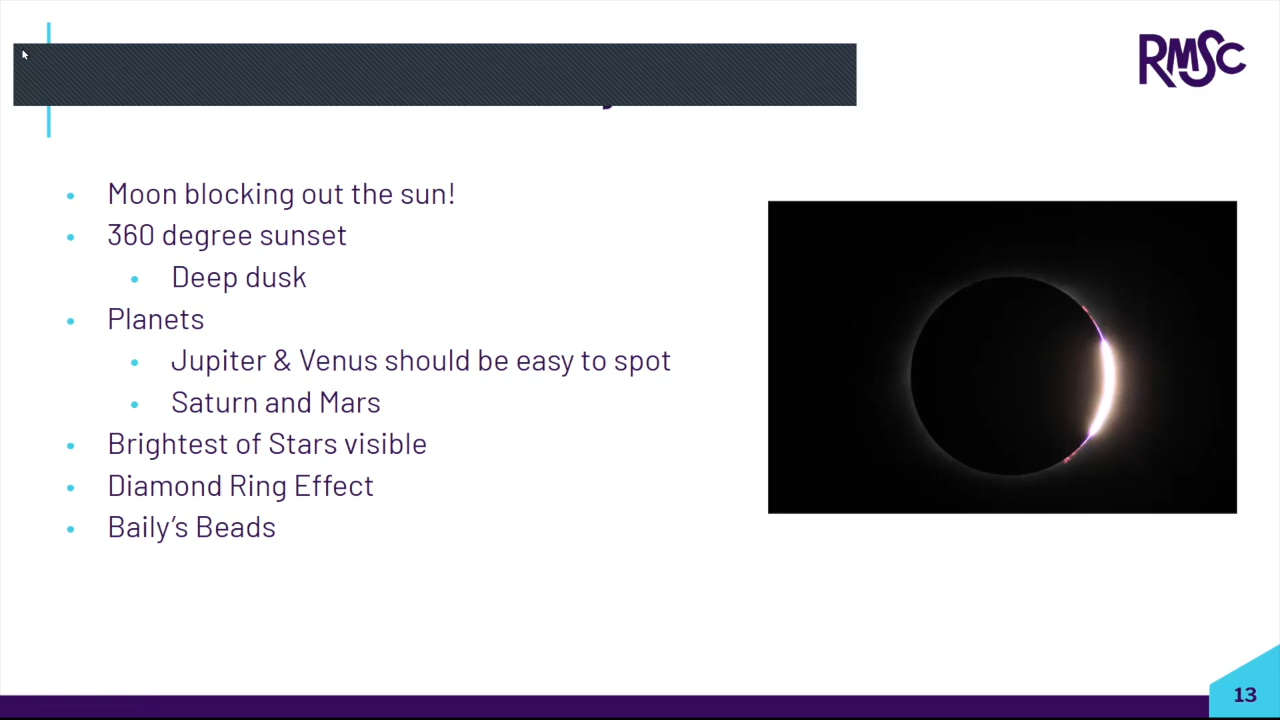 RMSC
Moon blocking out the sun!
360 degree sunset
Deep dusk
Planets
Jupiter & Venus should be easy to spot
Saturn and Mars
Brightest of Stars visible
Diamond Ring Effect
Baily’s Beads
13